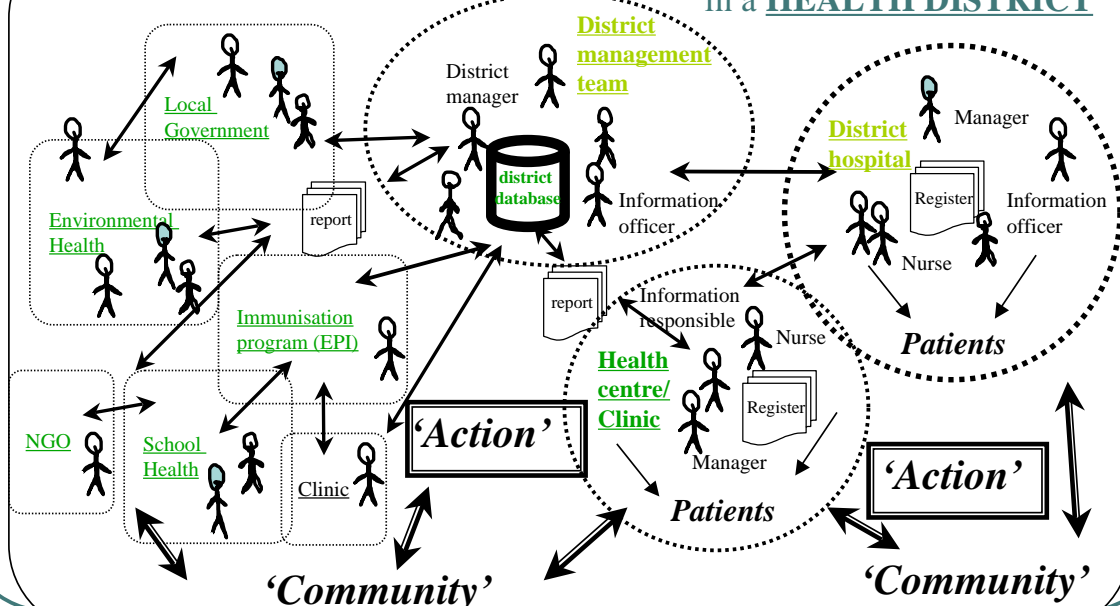 in a HEALTH DISTRICT
District
management
team
District
manager
district
database
Information
officer
Local
Government
Environmental
Health
report
Immunisation
program (EPI)
NGO
School
Health
Clinic
'Action'
report
Information
responsible
Nurse
Health
centre/
Clinic
Register
Manager
Patients
District
hospital
Manager
Register
Information
officer
Nurse
Patients
'Action'
'Community'
'Community'